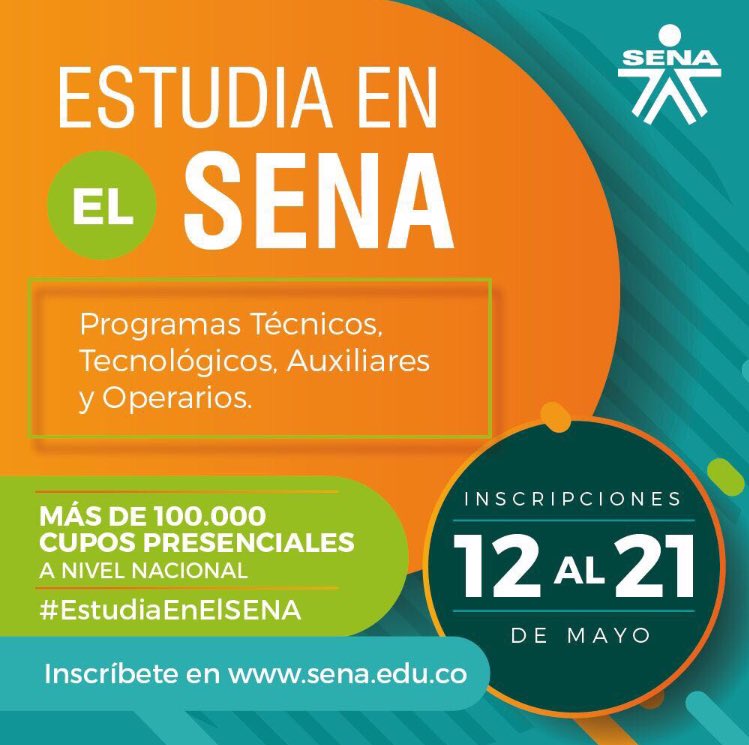 SENA
ESTUDIA EN
EL SENA
Programas Técnicos,
Tecnológicos, Auxiliares
y Operarios.
MÁS DE 100.000
CUPOS PRESENCIALES
A NIVEL NACIONAL
#EstudiaEnElSENA
INSCRIPCIONES
12 AL 21
DE MAYO
Inscríbete en www.sena.edu.co